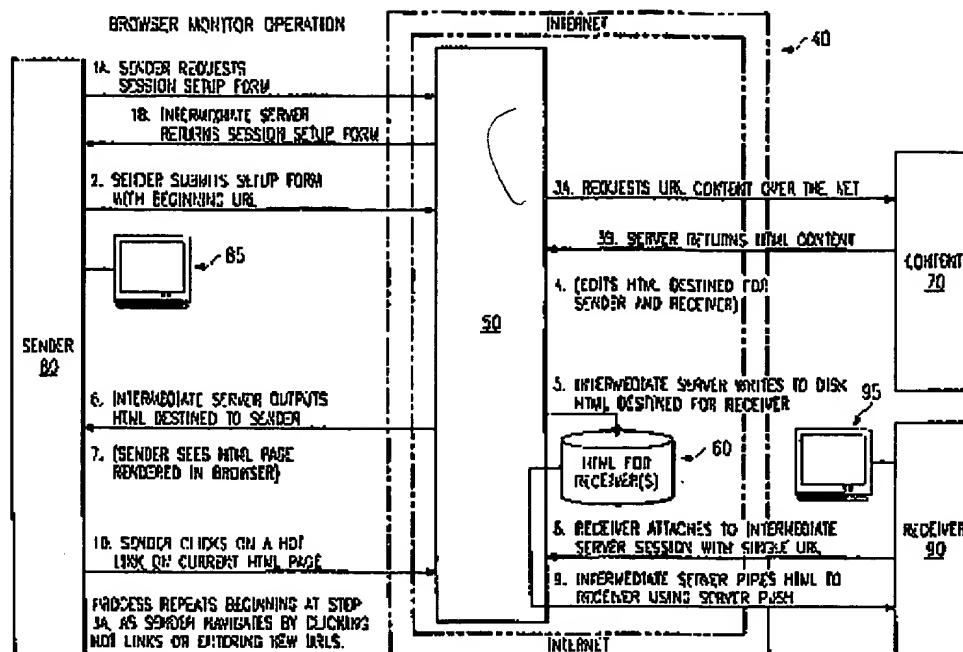 BROWSER MONITOR OPERATION
INTERNET
40
1A. SENDER REQUESTS
SESSION SETUP FORM
1B. INTERMEDIATE SERVER
RETURNS SESSION SETUP FORM
2. SENDER SUBMITS SETUP FORM
WITH BEGINNING URL
3A. REQUESTS URL CONTENT OVER THE NET
3B. SERVER RETURNS HTML CONTENT
85
4. (EDITS HTML DESTINED FOR
SENDER AND RECEIVER)
CONTENT
70
50
SENDER
80
5. INTERMEDIATE SERVER WRITES TO DISK
HTML DESTINED FOR RECEIVER
95
6. INTERMEDIATE SERVER OUTPUTS
HTML DESTINED TO SENDER
60
7. (SENDER SEES HTML PAGE
RENDERED IN BROWSER)
HTML FOR
RECEIVER(S)
8. RECEIVER ATTACHES TO INTERMEDIATE
SERVER SESSION WITH SINGLE URL
RECEIVER
90
10. SENDER CLICKS ON A HOT
LINK ON CURRENT HTML PAGE
9. INTERMEDIATE SERVER PIPES HTML TO
RECEIVER USING SERVER PUSH
PROCESS REPEATS BEGINNING AT STEP
3A, AS SENDER NAVIGATES BY CLICKING
HOT LINKS OR ENTERING NEW URLS.
INTERNET